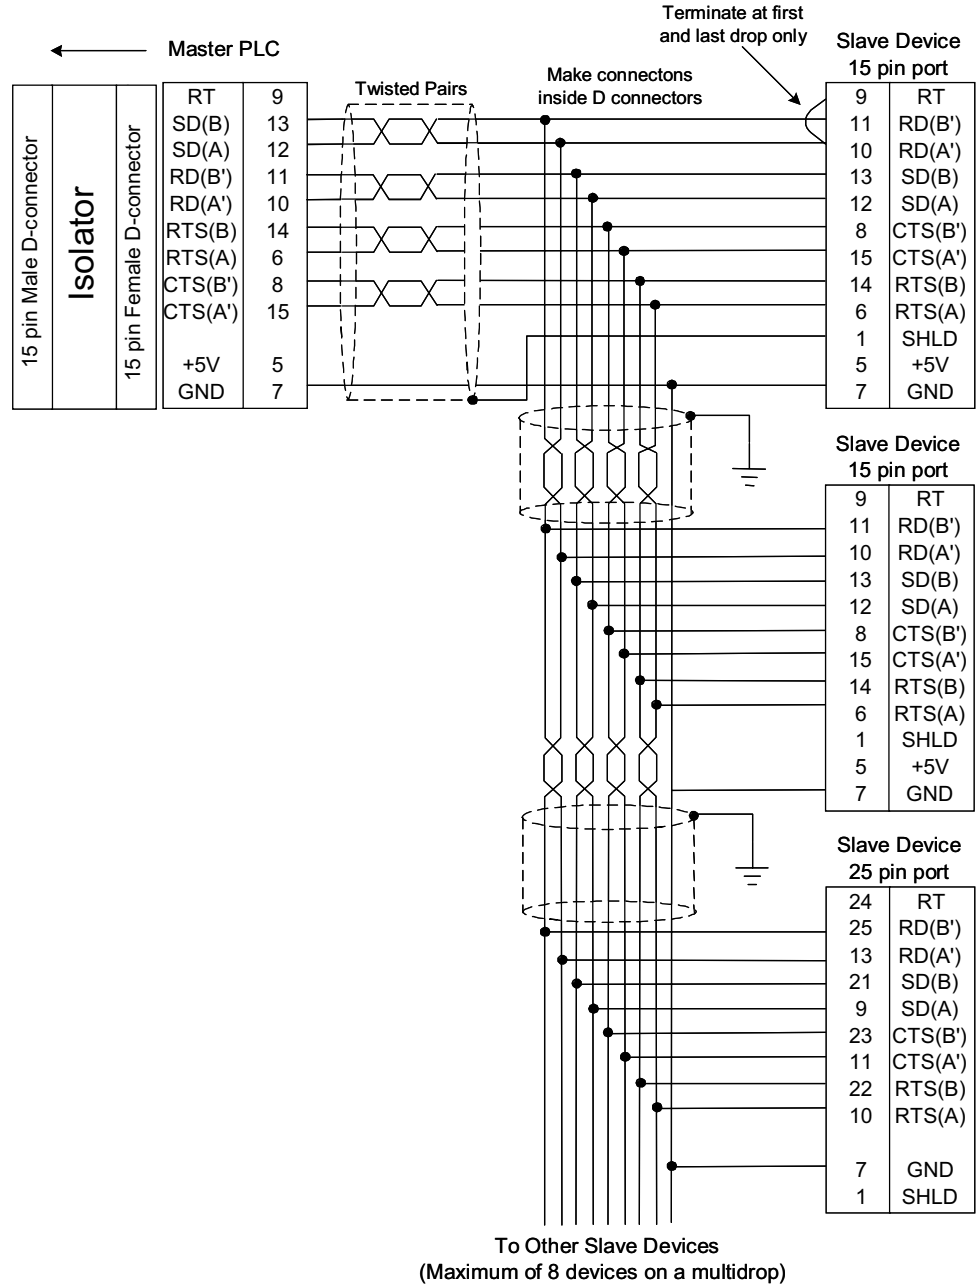 Terminate at first
and last drop only
Master PLC
Slave Device
15 pin port
Make connectons
inside D connectors
Twisted Pairs
15 pin Male D-connector
Isolator
15 pin Female D-connector
RT 9
SD(B) 13
SD(A) 12
RD(B') 11
RD(A') 10
RTS(B) 14
RTS(A) 6
CTS(B') 8
CTS(A') 15
+5V 5
GND 7
9 RT
11 RD(B')
10 RD(A')
13 SD(B)
12 SD(A)
8 CTS(B')
15 CTS(A')
14 RTS(B)
6 RTS(A)
1 SHLD
5 +5V
7 GND
Slave Device
15 pin port
9 RT
11 RD(B')
10 RD(A')
13 SD(B)
12 SD(A)
8 CTS(B')
15 CTS(A')
14 RTS(B)
6 RTS(A)
1 SHLD
5 +5V
7 GND
Slave Device
25 pin port
24 RT
25 RD(B')
13 RD(A')
21 SD(B)
9 SD(A)
23 CTS(B')
11 CTS(A')
22 RTS(B)
10 RTS(A)
7 GND
1 SHLD
To Other Slave Devices
(Maximum of 8 devices on a multidrop)